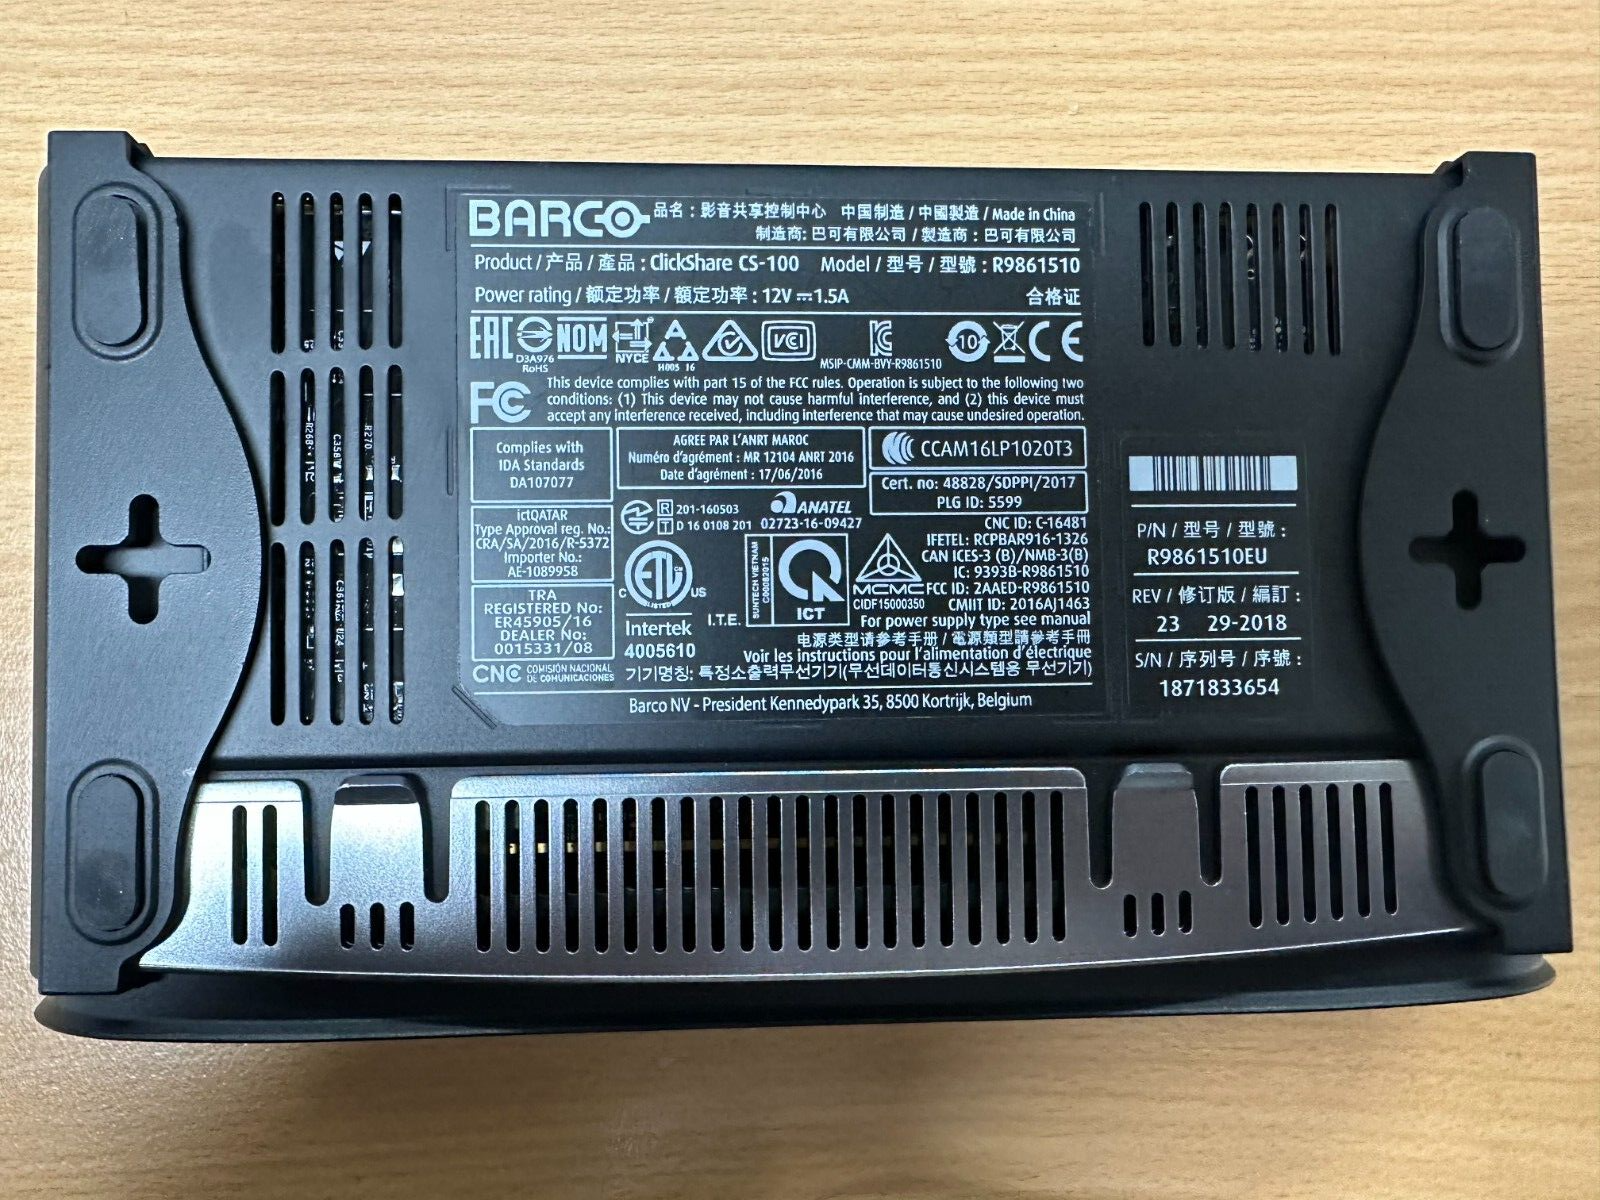 BARCO 品名：影音共享控制中心 中国制造 / 中國製造 / Made in China
制造商: 巴可有限公司 / 製造商：巴可有限公司
Product / 产品 / 產品 : ClickShare CS-100 Model / 型号 / 型號 : R9861510
Power rating / 额定功率 / 額定功率 : 12V ⎓ 1.5A 合格证
EAC NOM NYCE VCI 10 CE
D3A976
RoHS
H005 16
MSIP-CMM-BVY-R9861510
FC This device complies with part 15 of the FCC rules. Operation is subject to the following two
conditions: (1) This device may not cause harmful interference, and (2) this device must
accept any interference received, including interference that may cause undesired operation.
Complies with
IDA Standards
DA107077
AGREE PAR L'ANRT MAROC
Numéro d'agrément : MR 12104 ANRT 2016
Date d'agrément : 17/06/2016
CCAM16LP1020T3
Cert. no: 48828/SDPPI/2017
PLG ID: 5599
ictQATAR
Type Approval reg. No.:
CRA/SA/2016/R-5372
Importer No.:
AE-1089958
R 201-160503
T D 16 0108 201
ANATEL
02723-16-09427
CNC ID: C-16481
IFETEL: RCPBAR916-1326
CAN ICES-3 (B)/NMB-3(B)
IC: 9393B-R9861510
FCC ID: 2AAED-R9861510
CMIIT ID: 2016AJ1463
For power supply type see manual
电源类型请参考手册 / 電源類型請參考手冊
Voir les instructions pour l'alimentation d'électrique
기기명칭: 특정소출력무선기기(무선데이터통신시스템용 무선기기)
TRA
REGISTERED No:
ER45905/16
DEALER No:
0015331/08
C ETL US
LISTED
Intertek
4005610
I.T.E.
SUNTECH VIETNAM
C00082015
ICT
MCMC
CIDF15000350
CNC COMISIÓN NACIONAL
DE COMUNICACIONES
Barco NV - President Kennedypark 35, 8500 Kortrijk, Belgium
P/N / 型号 / 型號 :
R9861510EU
REV / 修订版 / 編訂 :
23 29-2018
S/N / 序列号 / 序號 :
1871833654